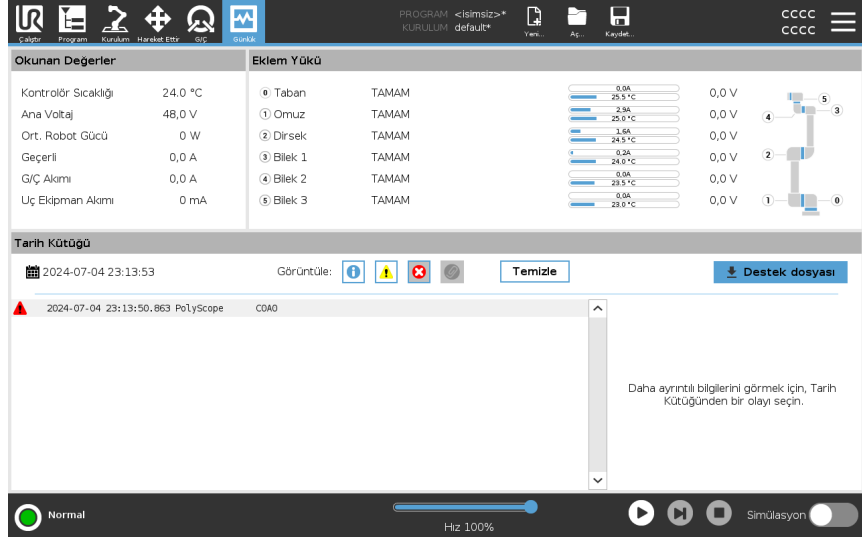 PROGRAM <isimsiz>*
KURULUM default*
Çalıştır Program Kurulum Hareket Ettir G/Ç Günlük
Yeni... Aç... Kaydet...
CCCC
CCCC
Okunan Değerler
Kontrolör Sıcaklığı 24.0 °C
Ana Voltaj 48,0 V
Ort. Robot Gücü 0 W
Geçerli 0,0 A
G/Ç Akımı 0,0 A
Uç Ekipman Akımı 0 mA
Eklem Yükü
0 Taban TAMAM 0,0A 25.5 °C 0,0 V
1 Omuz TAMAM 2,9A 25.0 °C 0,0 V
2 Dirsek TAMAM 1,6A 24.5 °C 0,0 V
3 Bilek 1 TAMAM 0,2A 24.0 °C 0,0 V
4 Bilek 2 TAMAM 0,0A 23.5 °C 0,0 V
5 Bilek 3 TAMAM 0,0A 23.0 °C 0,0 V
5
3
4
2
1 0
Tarih Kütüğü
2024-07-04 23:13:53 Görüntüle: Temizle Destek dosyası
2024-07-04 23:13:50.863 PolyScope C0A0
Daha ayrıntılı bilgilerini görmek için, Tarih
Kütüğünden bir olayı seçin.
Normal
Hız 100%
Simülasyon